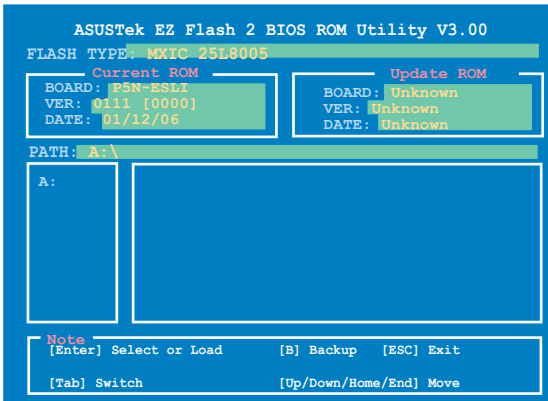 ASUSTek EZ Flash 2 BIOS ROM Utility V3.00
FLASH TYPE: MXIC 25L8005
Current ROM
BOARD: P5N-ESLI
VER: 0111 [0000]
DATE: 01/12/06
Update ROM
BOARD: Unknown
VER: Unknown
DATE: Unknown
PATH: A:\
A:
Note
[Enter] Select or Load [B] Backup [ESC] Exit
[Tab] Switch [Up/Down/Home/End] Move